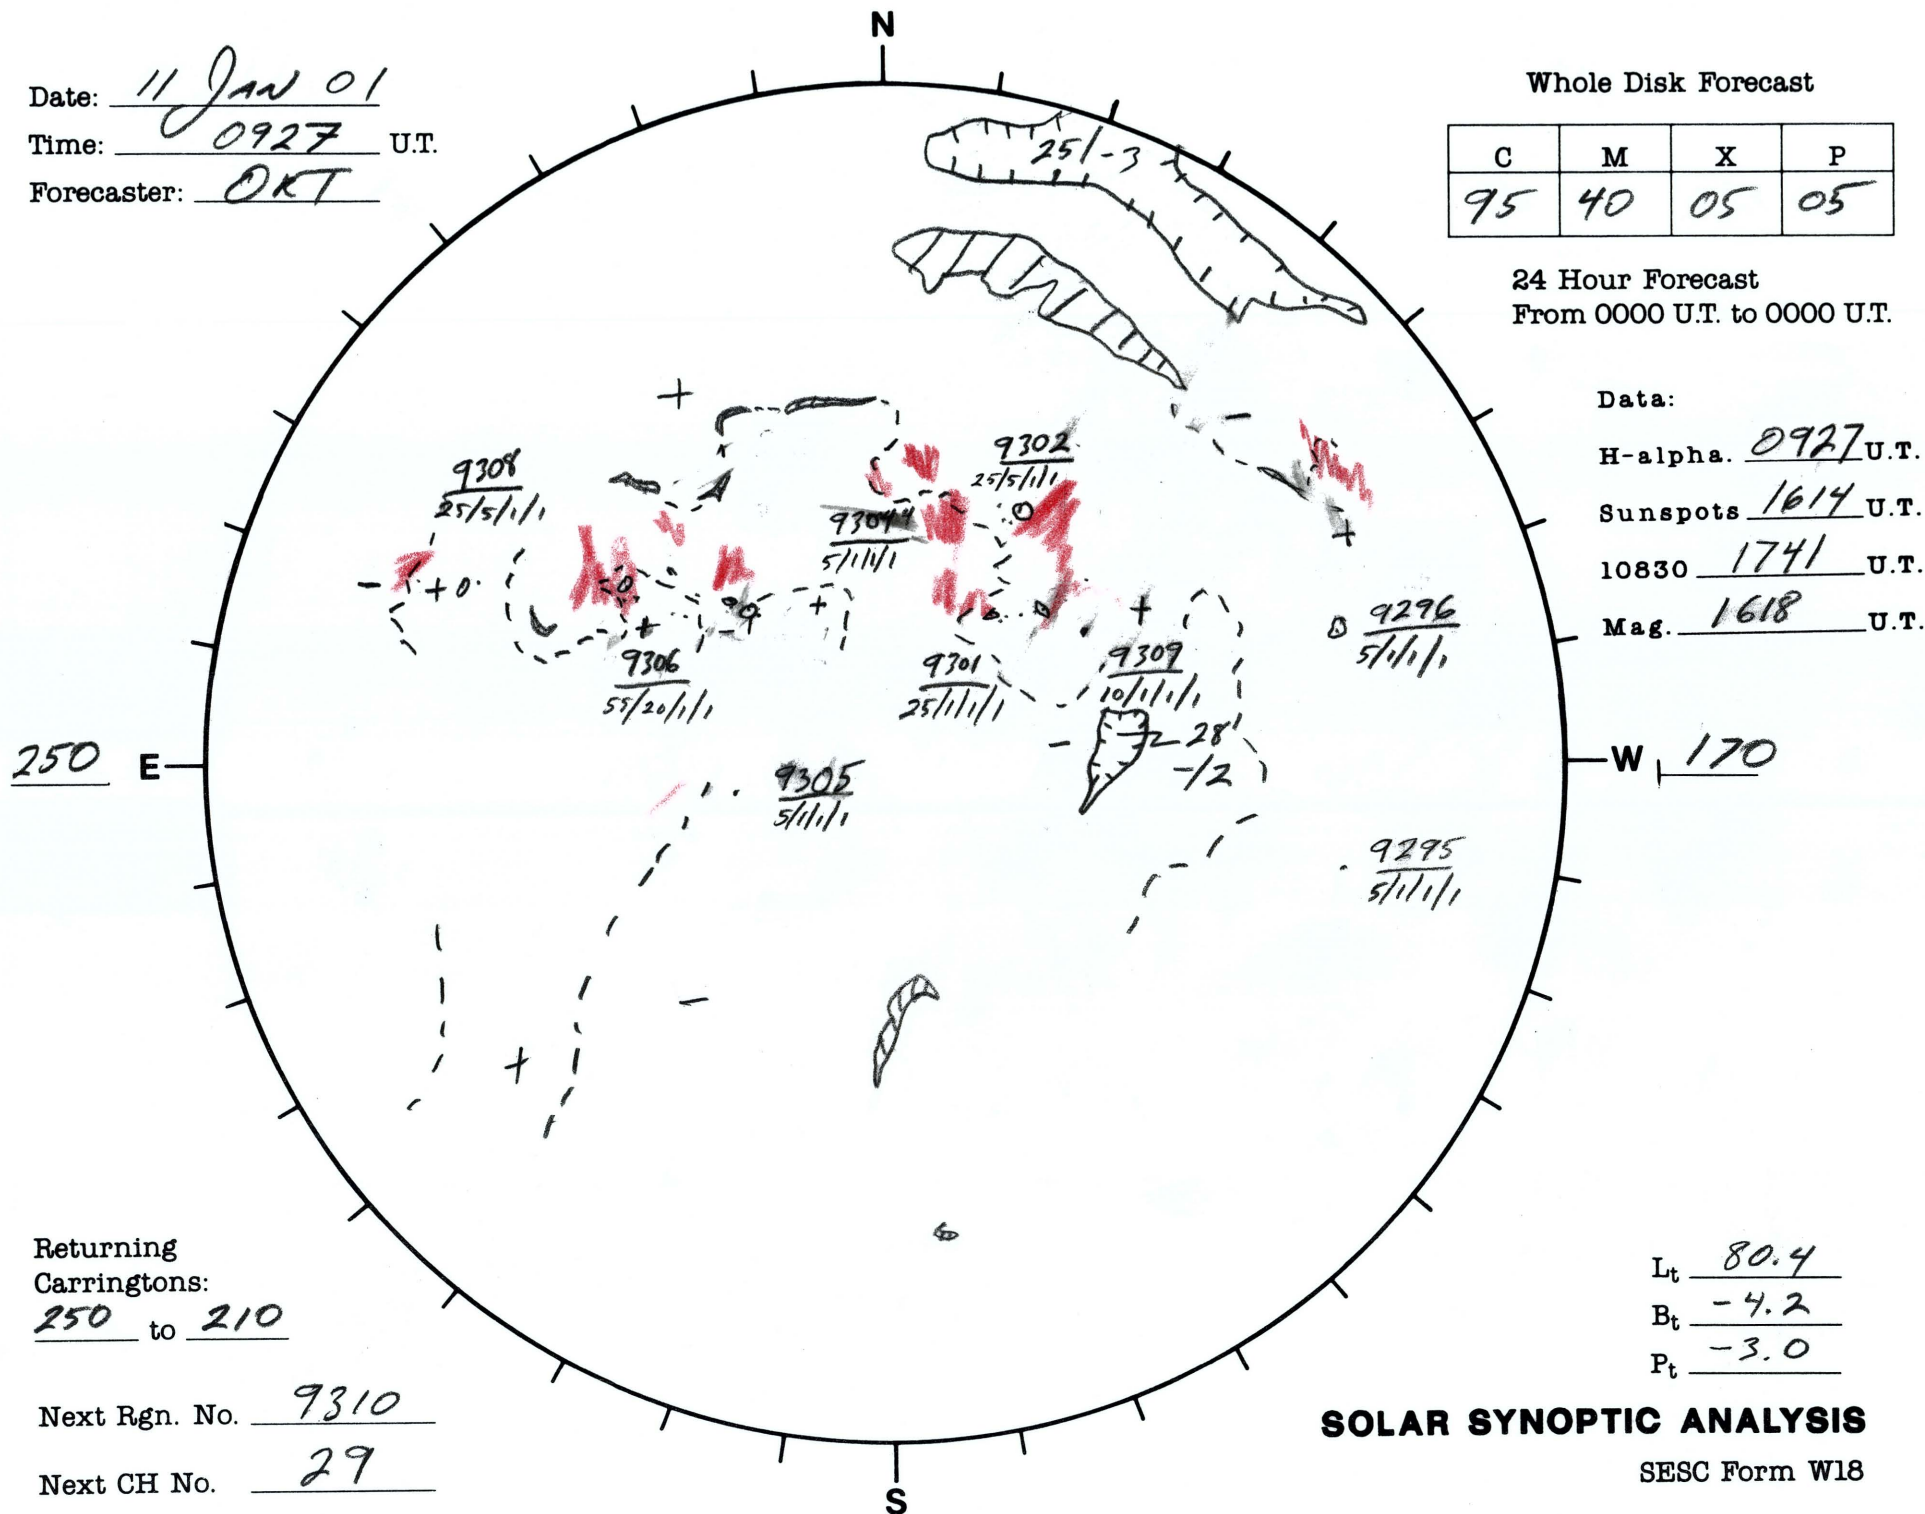 N
Date: 11 JAN 01
Time: 0927 U.T.
Forecaster: OKT
Whole Disk Forecast
C M X P
95 40 05 05
24 Hour Forecast
From 0000 U.T. to 0000 U.T.
Data:
H-alpha. 0927 U.T.
Sunspots 1614 U.T.
10830 1741 U.T.
Mag. 1618 U.T.
25/-3
+
-
9308
25/5/1/1
9302
25/5/1/1
9304
5/1/1/1
+
- + 
+
+
- +
+
9296
5/1/1/1
9306
55/20/1/1
9301
25/1/1/1
9309
10/1/1/1
-
28
-/2
250 E
W 170
9305
5/1/1/1
9295
5/1/1/1
-
+
Returning
Carringtons:
250 to 210
Next Rgn. No. 9310
Next CH No. 29
Lt 80.4
Bt -4.2
Pt -3.0
SOLAR SYNOPTIC ANALYSIS
SESC Form W18
S